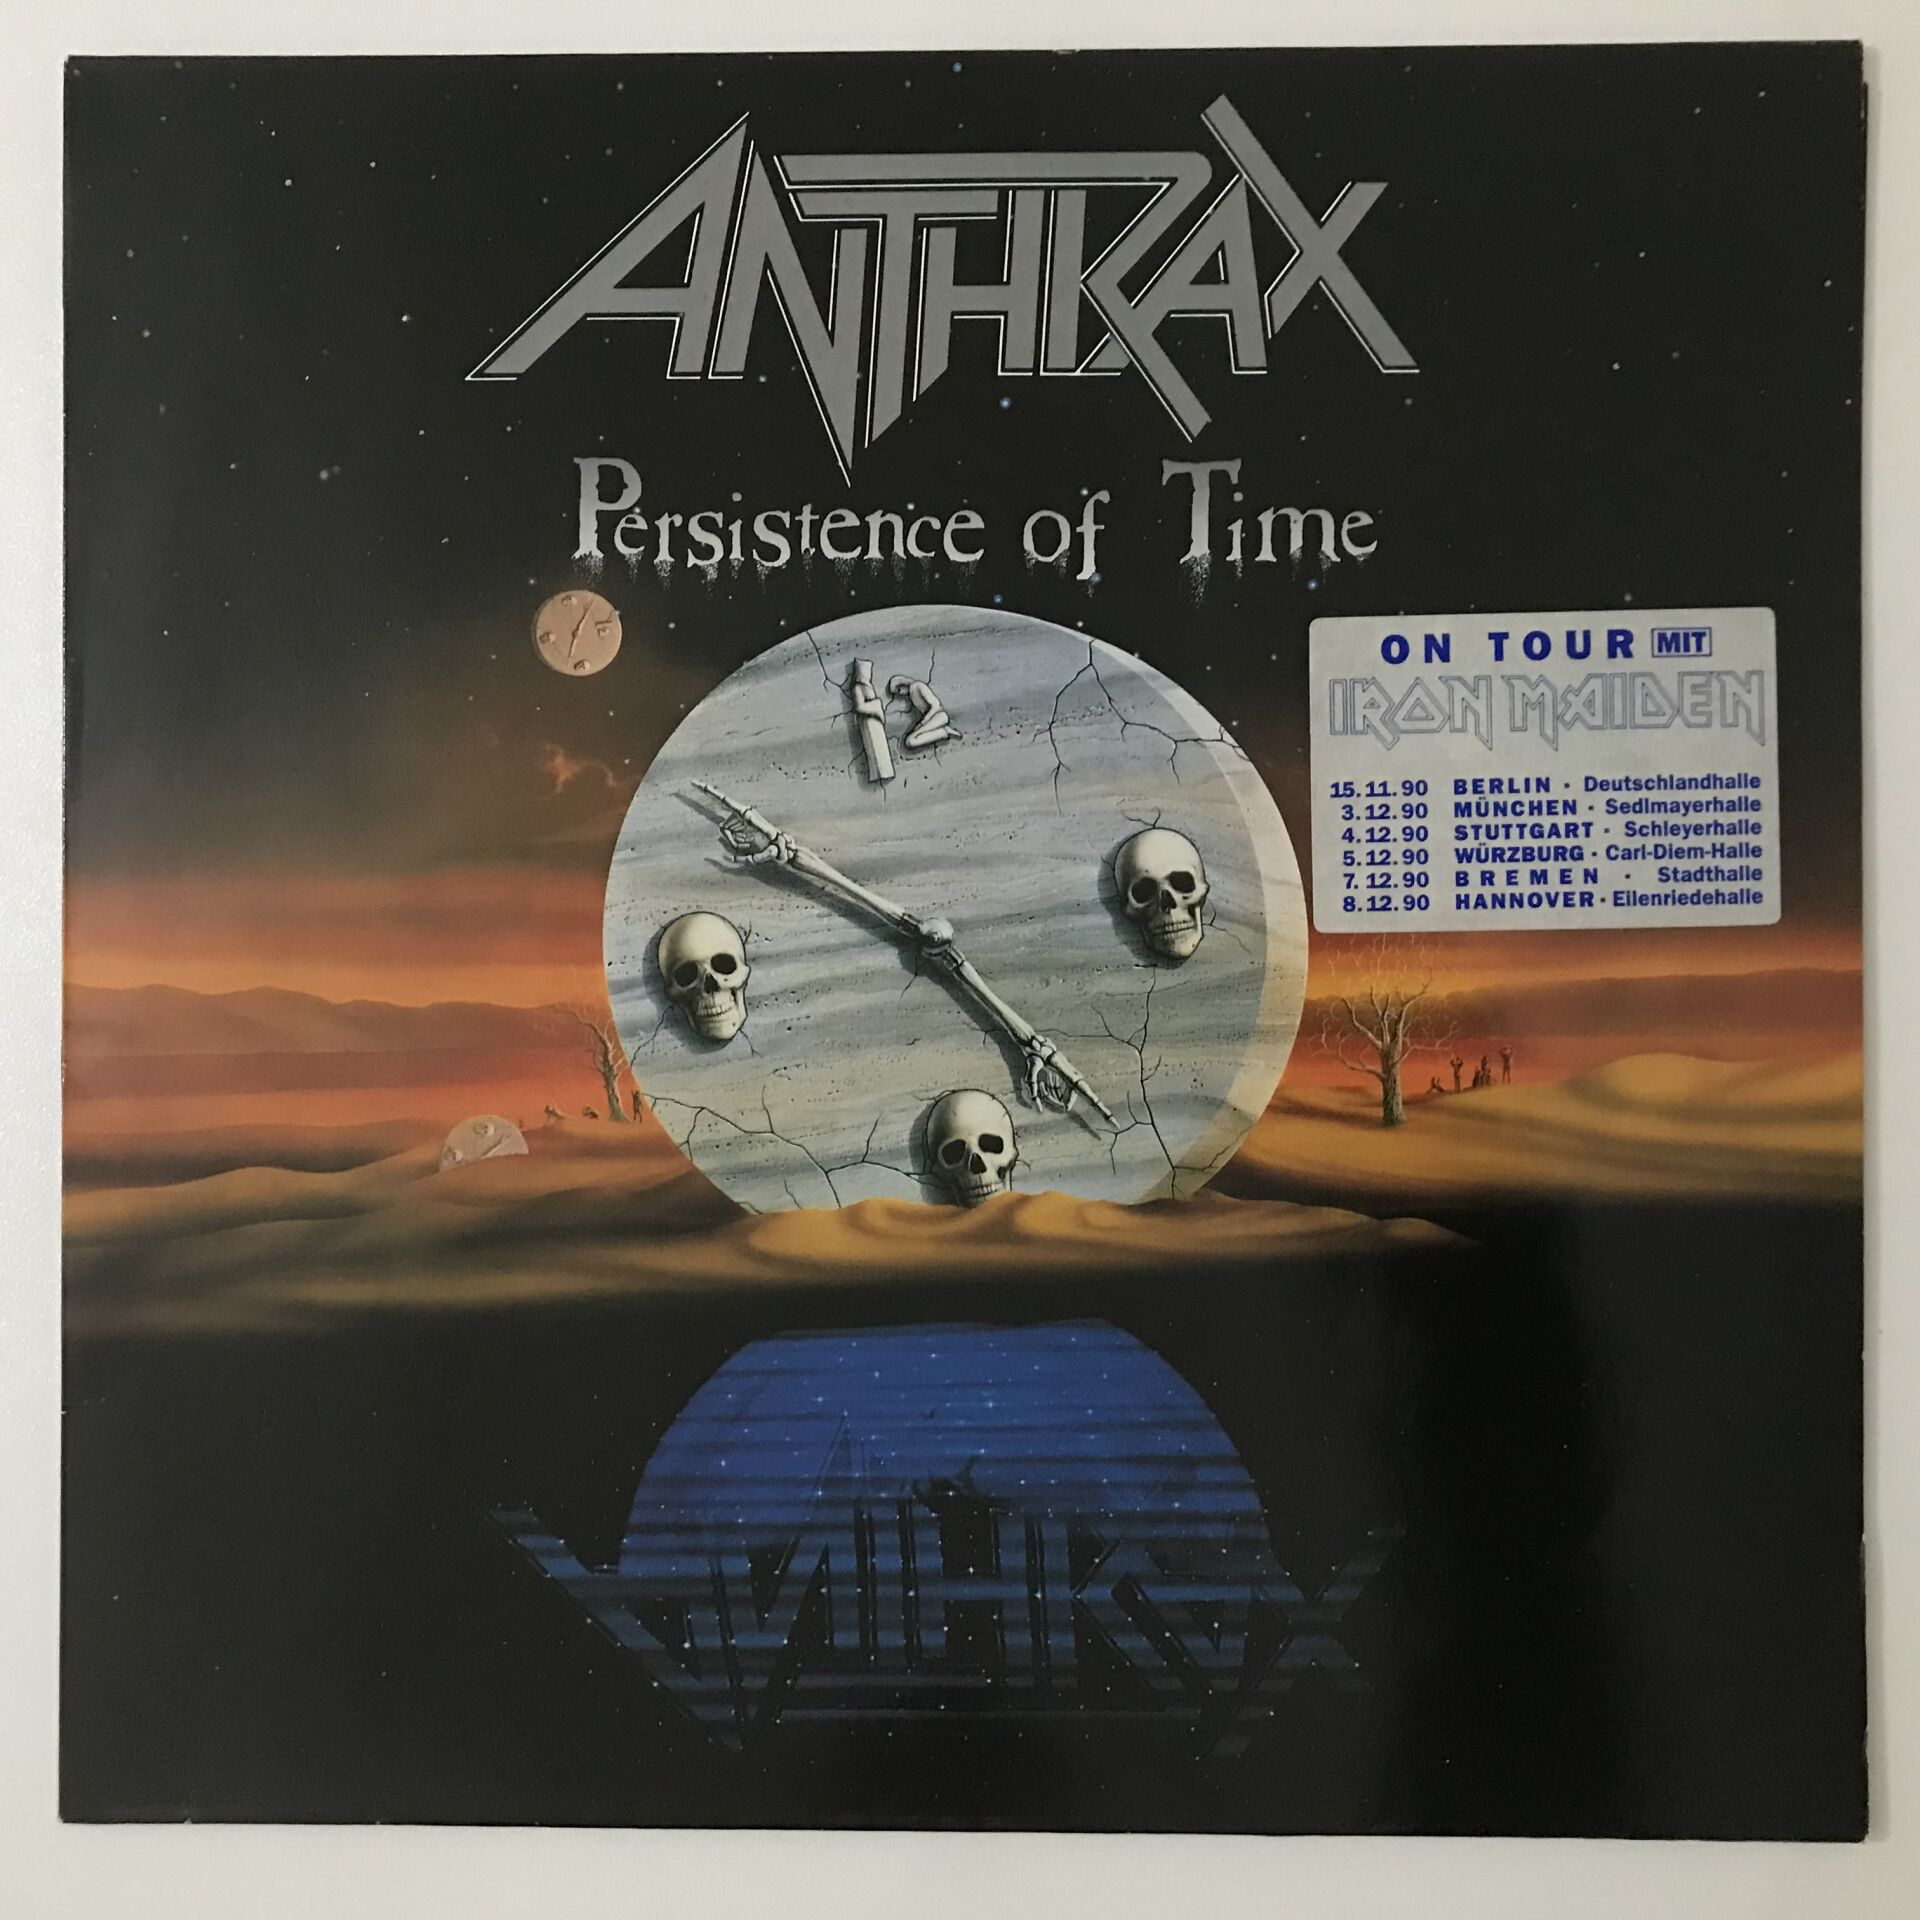 ANTHRAX
Persistence of Time
12
ON TOUR MIT
IRON MAIDEN
15.11.90 BERLIN · Deutschlandhalle
3.12.90 MÜNCHEN · Sedlmayerhalle
4.12.90 STUTTGART · Schleyerhalle
5.12.90 WÜRZBURG · Carl-Diem-Halle
7.12.90 BREMEN · Stadthalle
8.12.90 HANNOVER · Eilenriedehalle
ANTHRAX